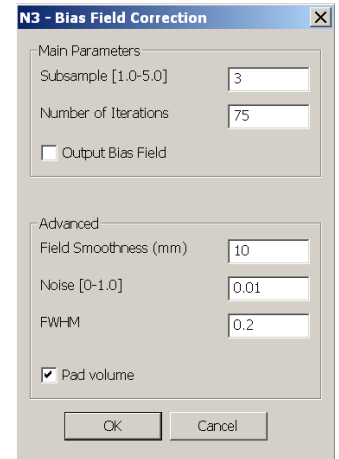 N3 - Bias Field Correction
Main Parameters
Subsample [1.0-5.0] 3
Number of Iterations 75
Output Bias Field
Advanced
Field Smoothness (mm) 10
Noise [0-1.0] 0.01
FWHM 0.2
Pad volume
OK Cancel